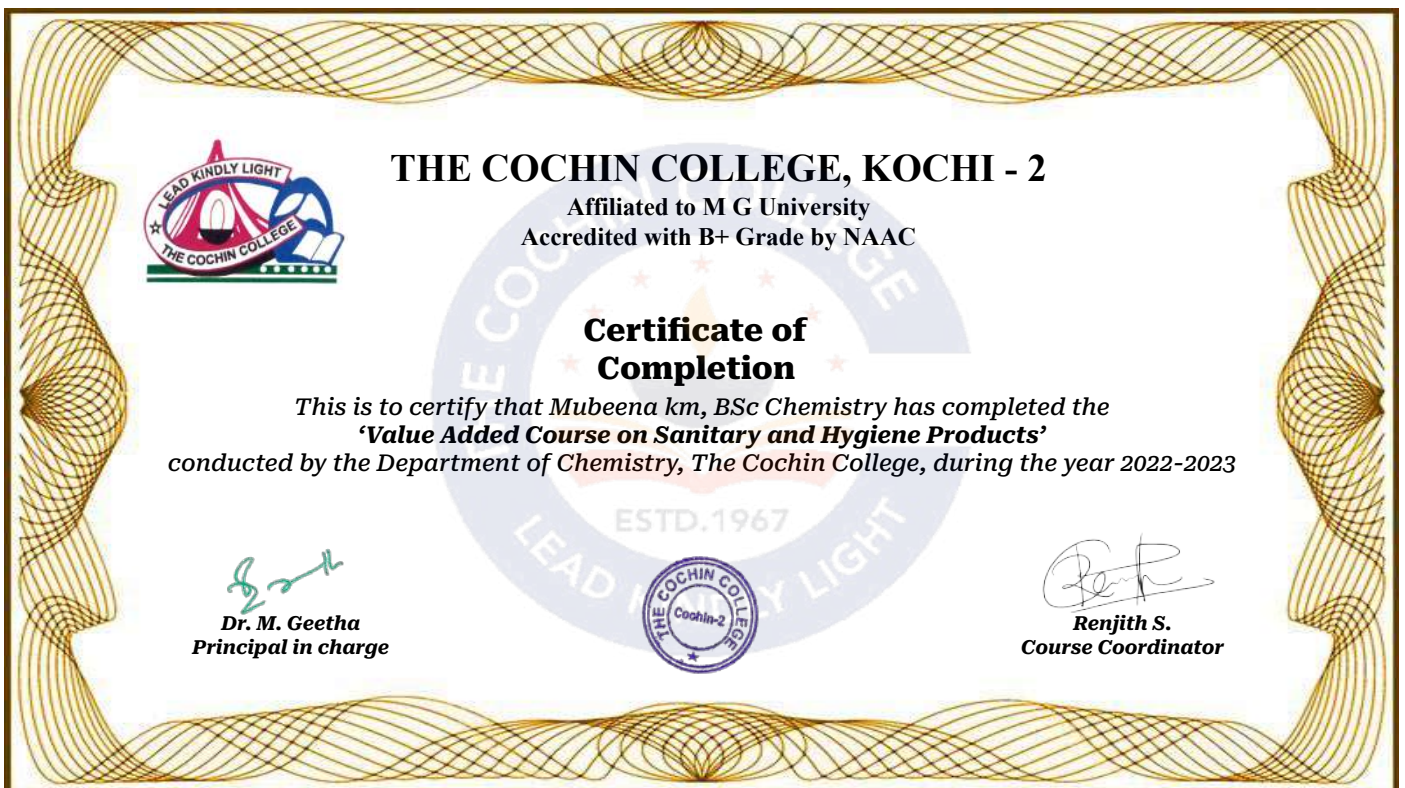 LEAD KINDLY LIGHT
THE COCHIN COLLEGE
THE COCHIN COLLEGE, KOCHI - 2
Affiliated to M G University
Accredited with B+ Grade by NAAC
THE COCHIN COLLEGE
Certificate of
Completion
This is to certify that Mubeena km, BSc Chemistry has completed the
‘Value Added Course on Sanitary and Hygiene Products’
conducted by the Department of Chemistry, The Cochin College, during the year 2022-2023
ESTD.1967
LEAD KINDLY LIGHT
THE COCHIN COLLEGE
Cochin-2
Dr. M. Geetha
Principal in charge
Renjith S.
Course Coordinator